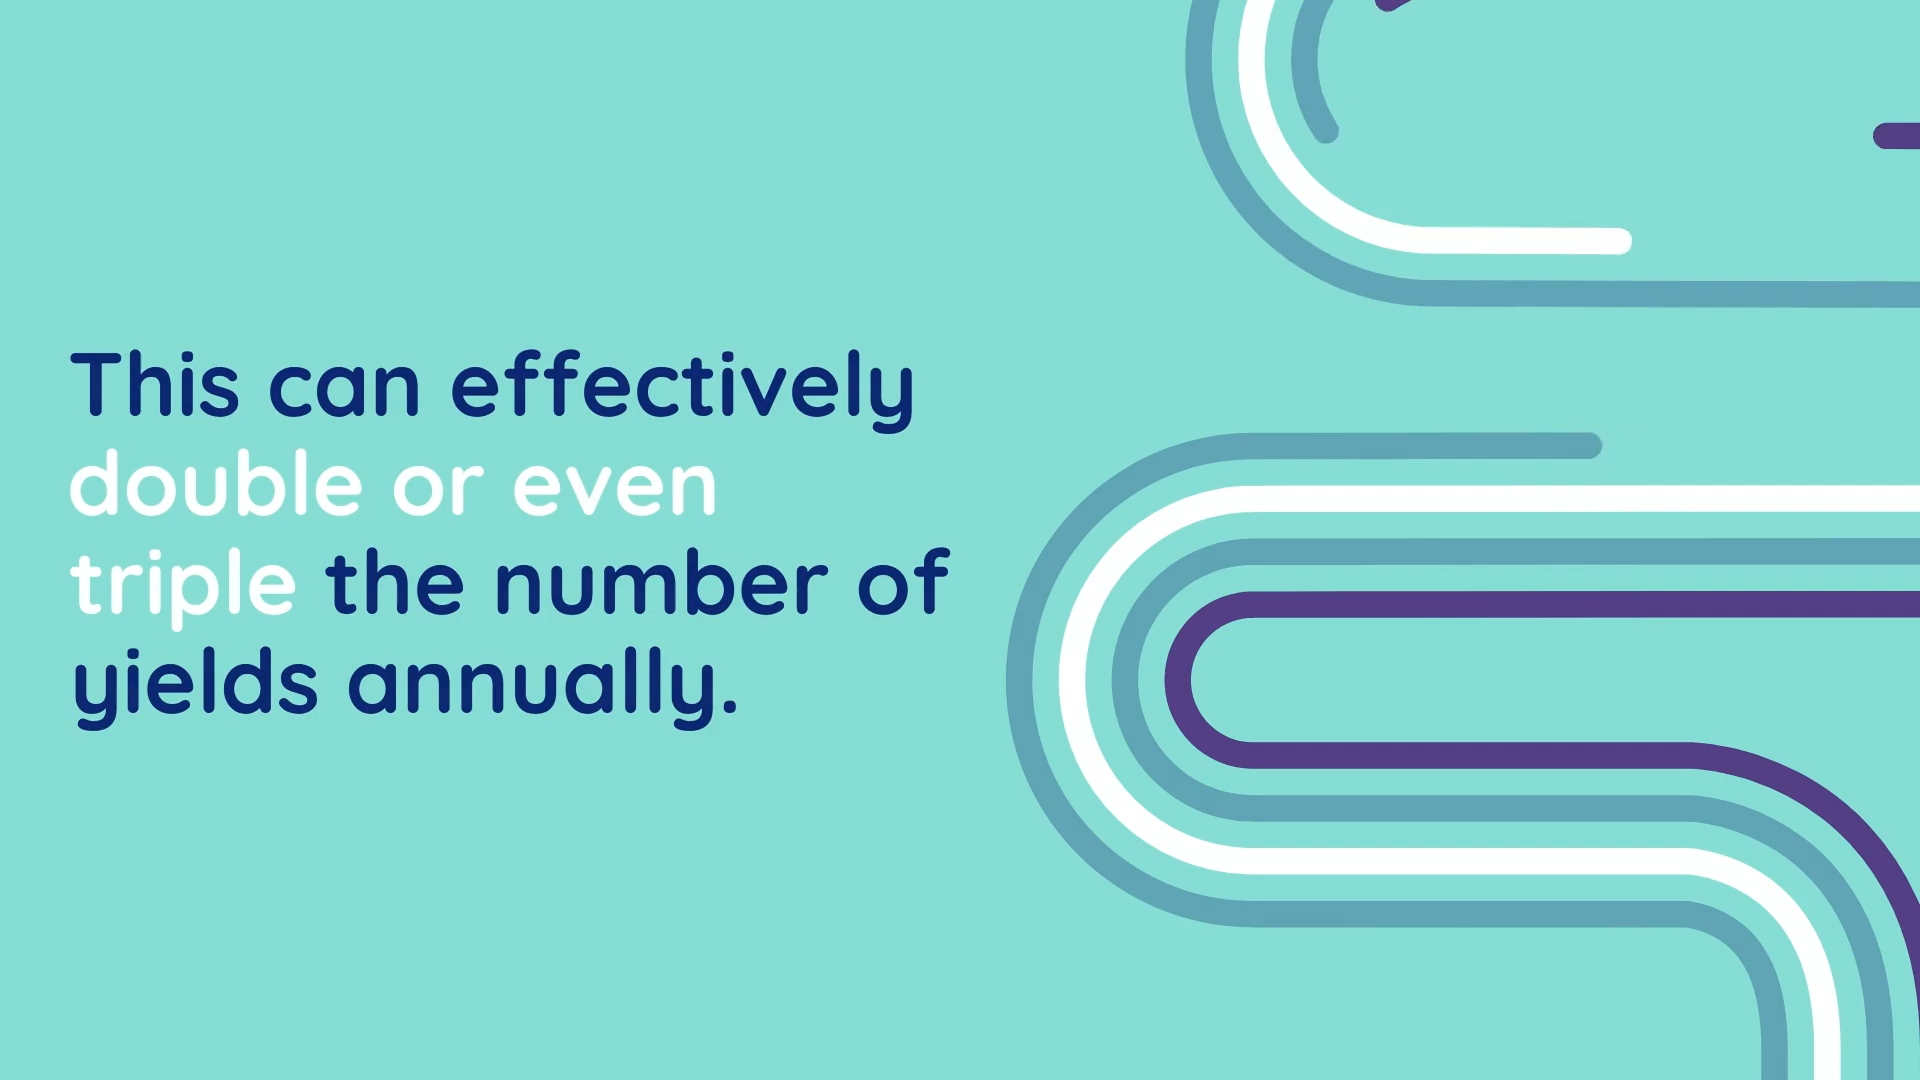 This can effectively
double or even
triple the number of
yields annually.